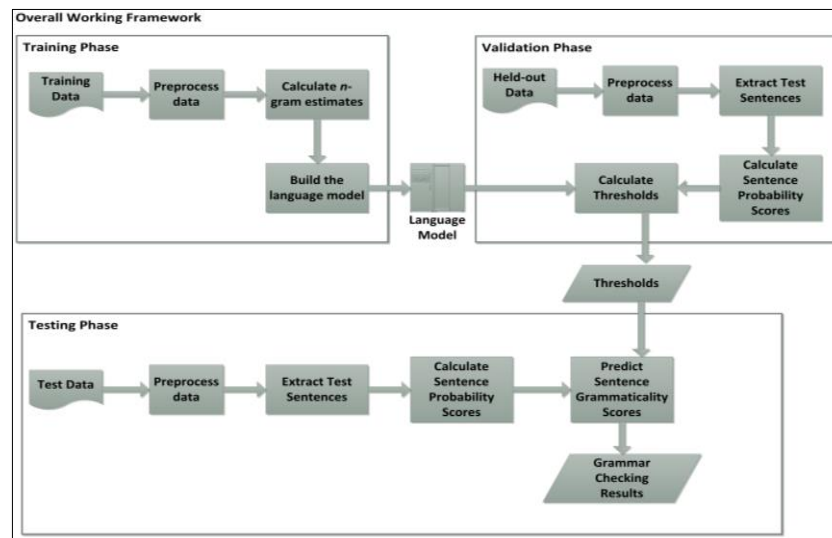 Overall Working Framework
Training Phase
Training
Data
Preprocess
data
Calculate n-
gram estimates
Build the
language model
Language
Model
Validation Phase
Held-out
Data
Preprocess
data
Extract Test
Sentences
Calculate
Sentence
Probability
Scores
Calculate
Thresholds
Thresholds
Testing Phase
Test Data
Preprocess
data
Extract Test
Sentences
Calculate
Sentence
Probability
Scores
Predict
Sentence
Grammaticality
Scores
Grammar
Checking
Results